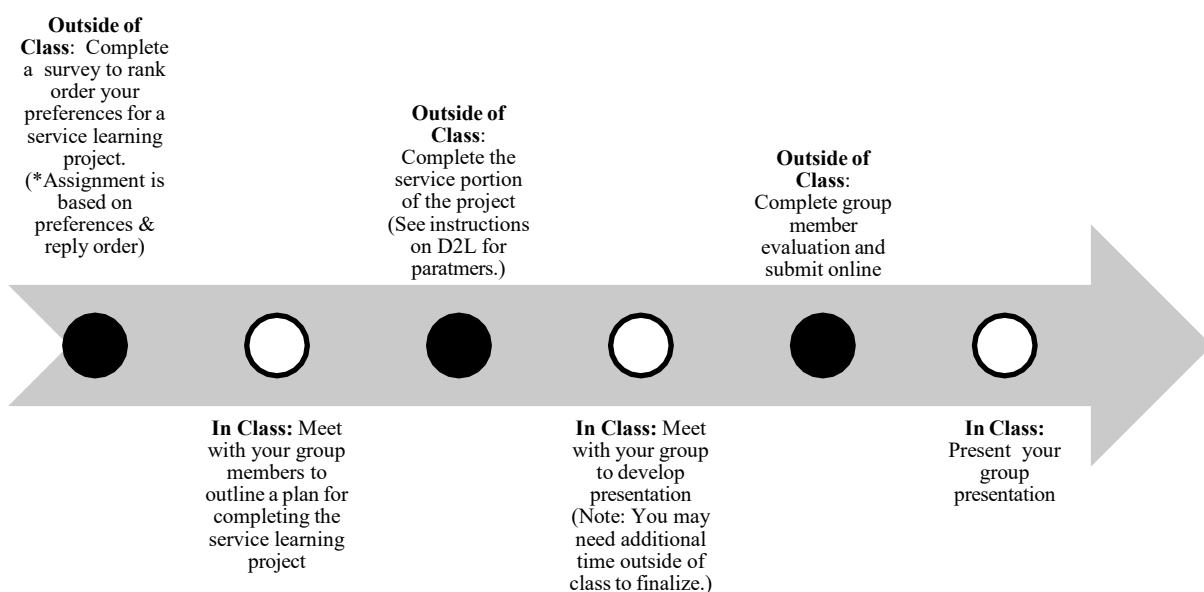 Outside of
Class: Complete
a survey to rank
order your
preferences for a
service learning
project.
(*Assignment is
based on
preferences &
reply order)
In Class: Meet
with your group
members to
outline a plan for
completing the
service learning
project
Outside of
Class:
Complete the
service portion
of the project
(See instructions
on D2L for
paratmers.)
In Class: Meet
with your group
to develop
presentation
(Note: You may
need additional
time outside of
class to finalize.)
Outside of
Class:
Complete group
member
evaluation and
submit online
In Class:
Present your
group
presentation